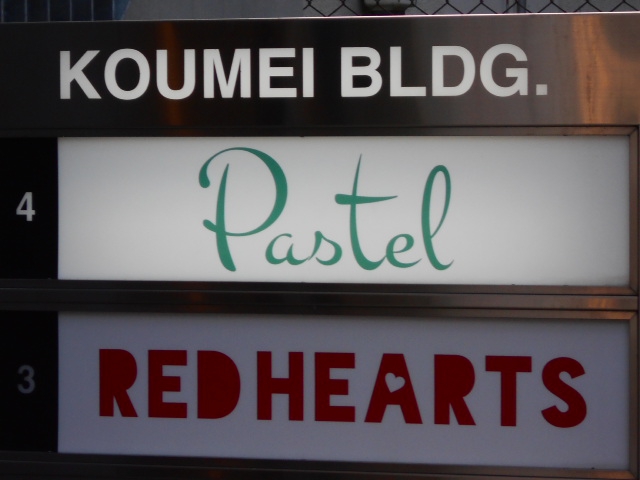 KOUMEI BLDG.
4
Pastel
3
REDHEARTS